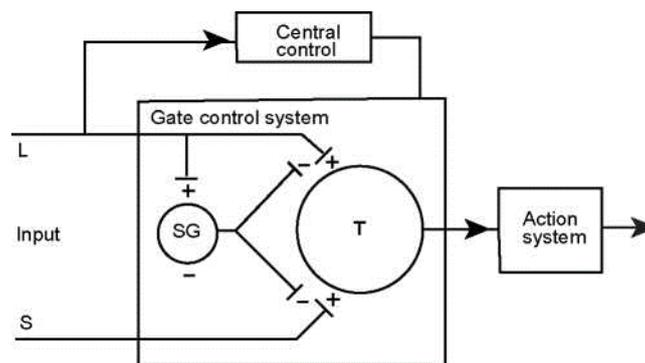 Central
control
Gate control system
L
– +
+
SG
T
Action
system
Input
–
– +
S